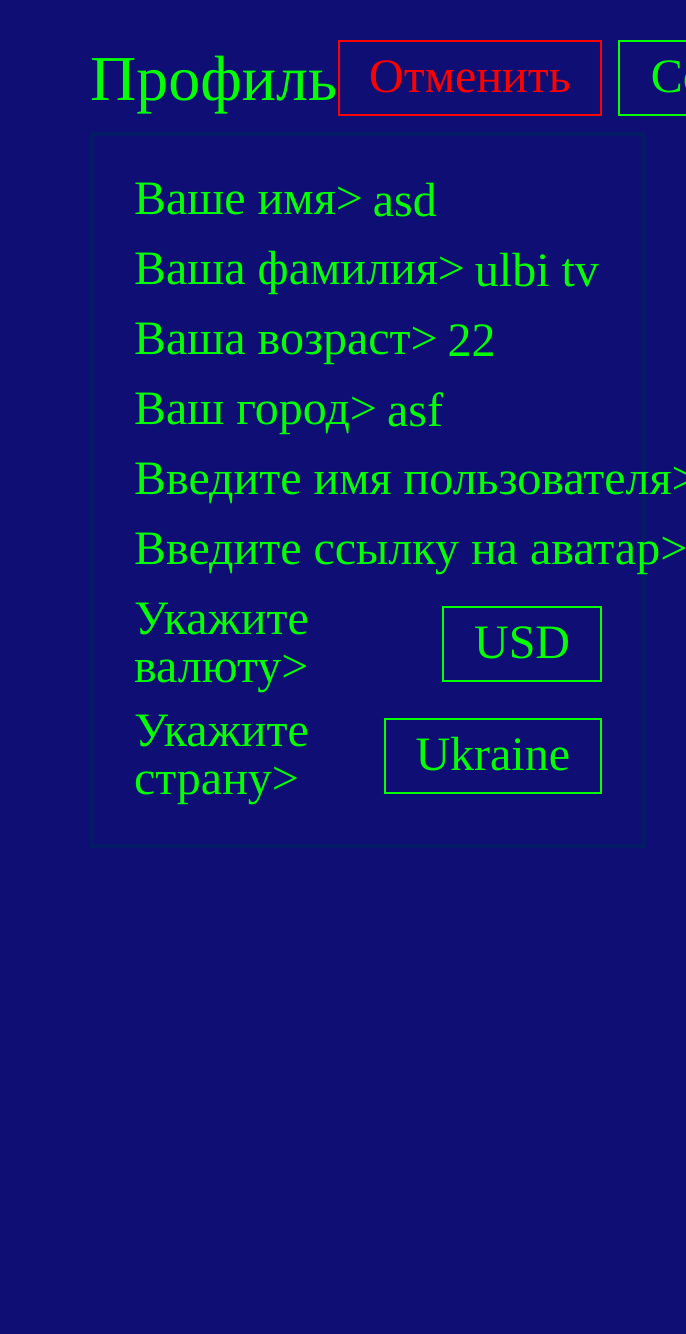 Профиль Отменить
Ваше имя> asd
Ваша фамилия> ulbi tv
Ваша возраст> 22
Ваш город> asf
Введите имя пользователя>
Введите ссылку на аватар>
Укажите
валюту>
USD
Укажите
страну>
Ukraine